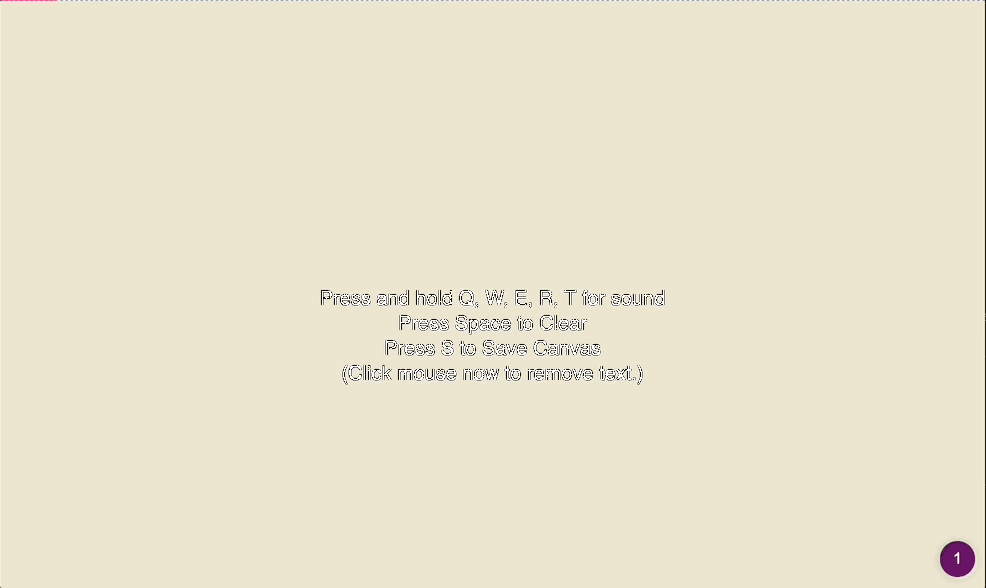 Press and hold Q, W, E, R, T for sound
Press Space to Clear
Press S to Save Canvas
(Click mouse now to remove text.)
1